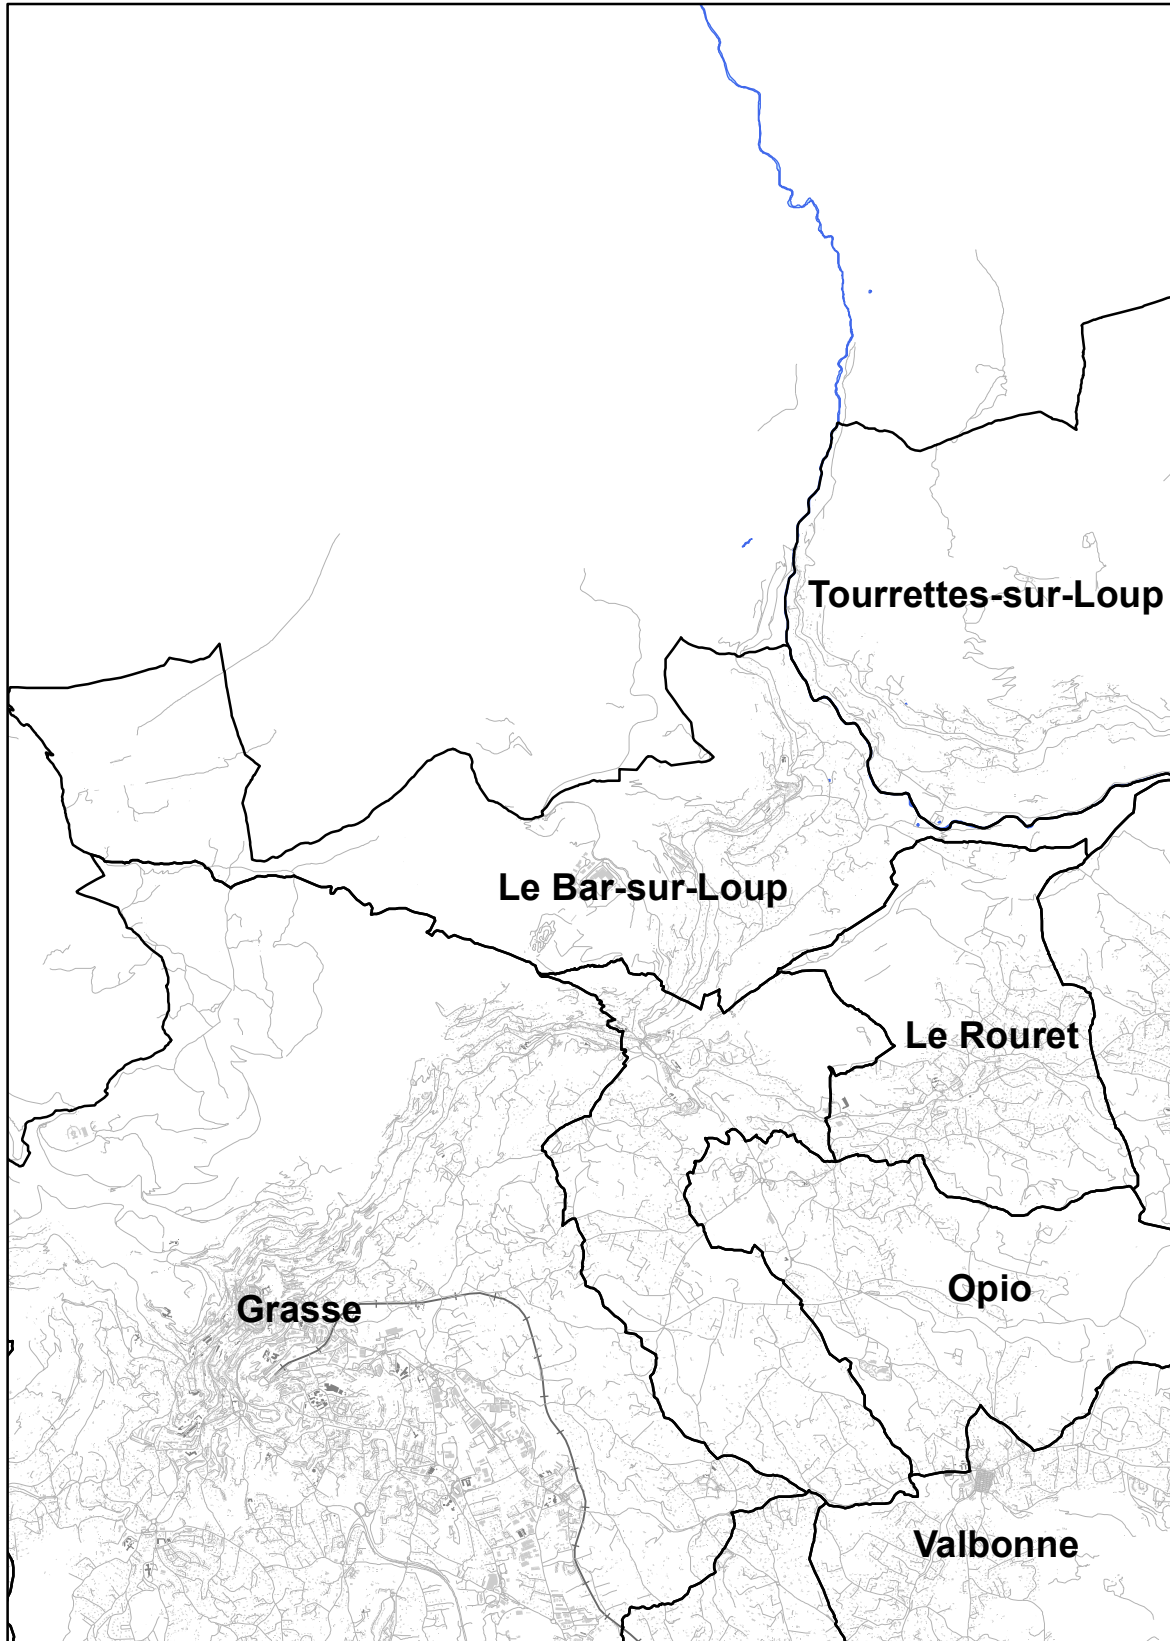 Tourrettes-sur-Loup
Le Bar-sur-Loup
Le Rouret
Opio
Grasse
Valbonne